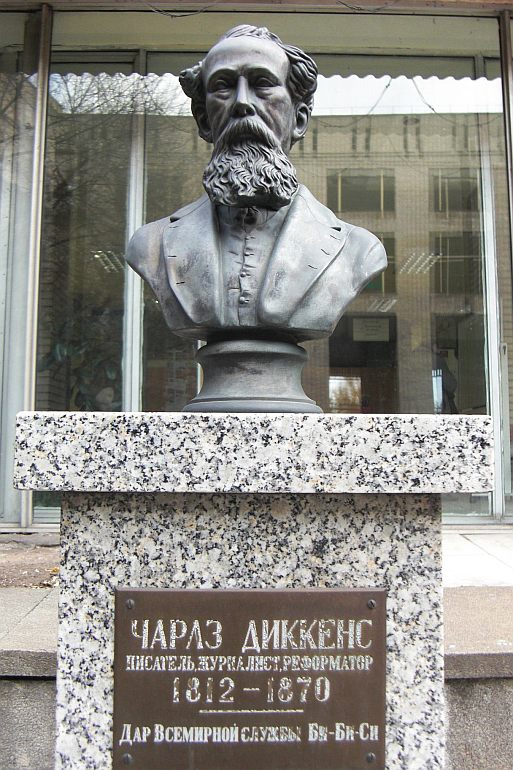 ЧАРЛЗ ДИККЕНС
ПИСАТЕЛЬ, ЖУРНАЛИСТ, РЕФОРМАТОР
1812 - 1870
ДАР ВСЕМИРНОЙ СЛУЖБЫ БИ-БИ-СИ